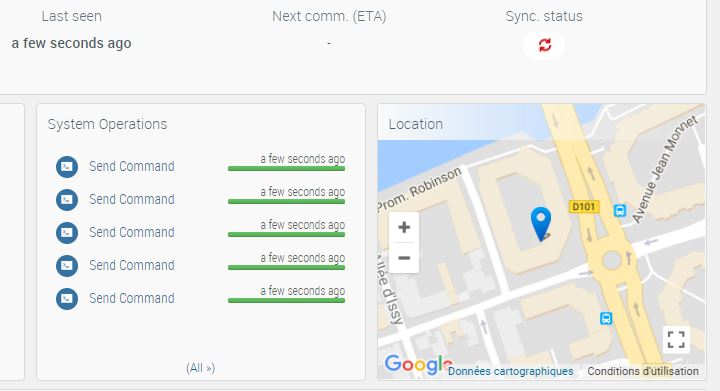 Last seen
Next comm. (ETA)
Sync. status
a few seconds ago
-
System Operations
Send Command
a few seconds ago
Send Command
a few seconds ago
Send Command
a few seconds ago
Send Command
a few seconds ago
Send Command
a few seconds ago
(All »)
Location
Prom. Robinson
Avenue Jean Monnet
D101
+
−
Allée d'Issy
Google
Données cartographiques
Conditions d'utilisation